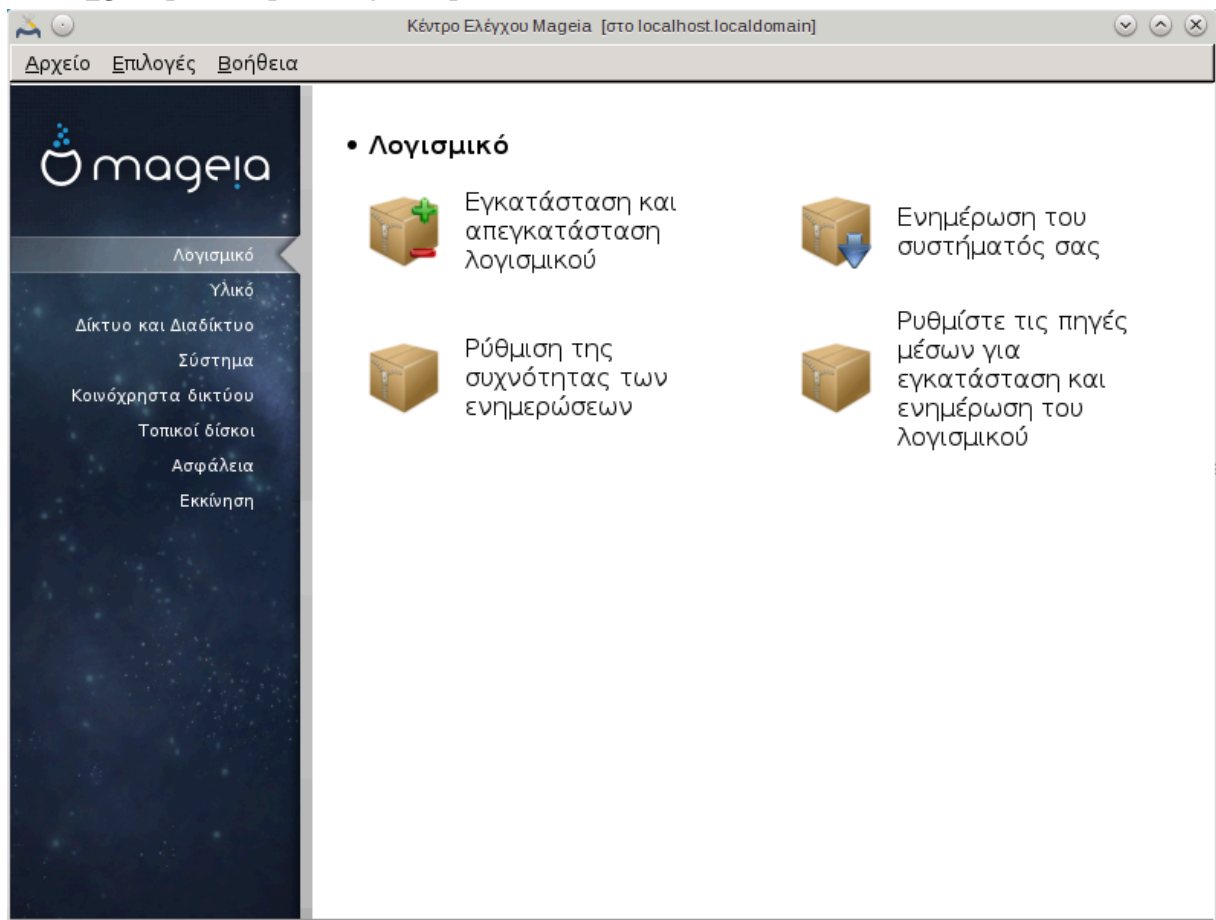 Κέντρο Ελέγχου Mageia [στο localhost.localdomain]
Αρχείο Επιλογές Βοήθεια
mageia
Λογισμικό
Υλικό
Δίκτυο και Διαδίκτυο
Σύστημα
Κοινόχρηστα δικτύου
Τοπικοί δίσκοι
Ασφάλεια
Εκκίνηση
• Λογισμικό
Εγκατάσταση και
απεγκατάσταση
λογισμικού
Ενημέρωση του
συστήματός σας
Ρύθμιση της
συχνότητας των
ενημερώσεων
Ρυθμίστε τις πηγές
μέσων για
εγκατάσταση και
ενημέρωση του
λογισμικού